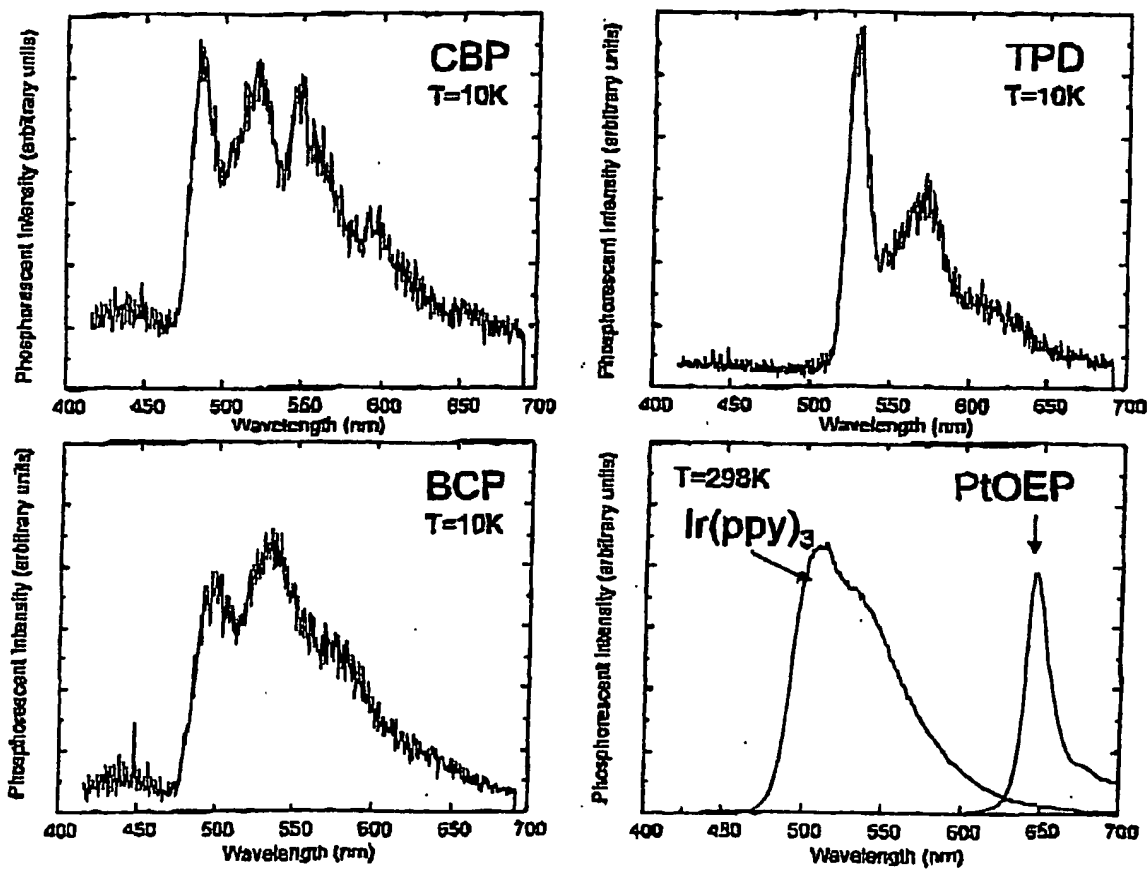 Phosphorescent Intensity (arbitrary units)
CBP
T=10K
400 450 500 550 600 650 700
Wavelength (nm)
Phosphorescent Intensity (arbitrary units)
TPD
T=10K
400 450 500 550 600 650 700
Wavelength (nm)
Phosphorescent Intensity (arbitrary units)
BCP
T=10K
400 450 500 550 600 650 700
Wavelength (nm)
Phosphorescent Intensity (arbitrary units)
T=298K
PtOEP
Ir(ppy)3
400 450 500 550 600 650 700
Wavelength (nm)